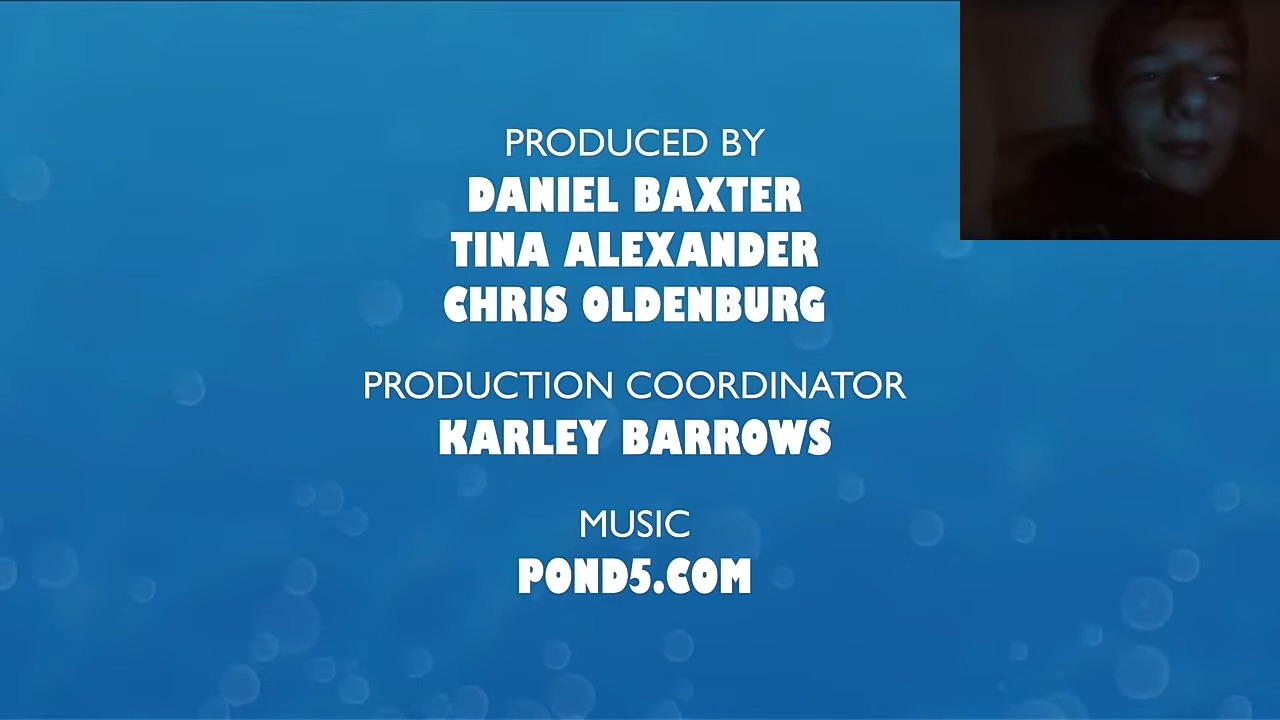 PRODUCED BY
DANIEL BAXTER
TINA ALEXANDER
CHRIS OLDENBURG
PRODUCTION COORDINATOR
KARLEY BARROWS
MUSIC
POND5.COM